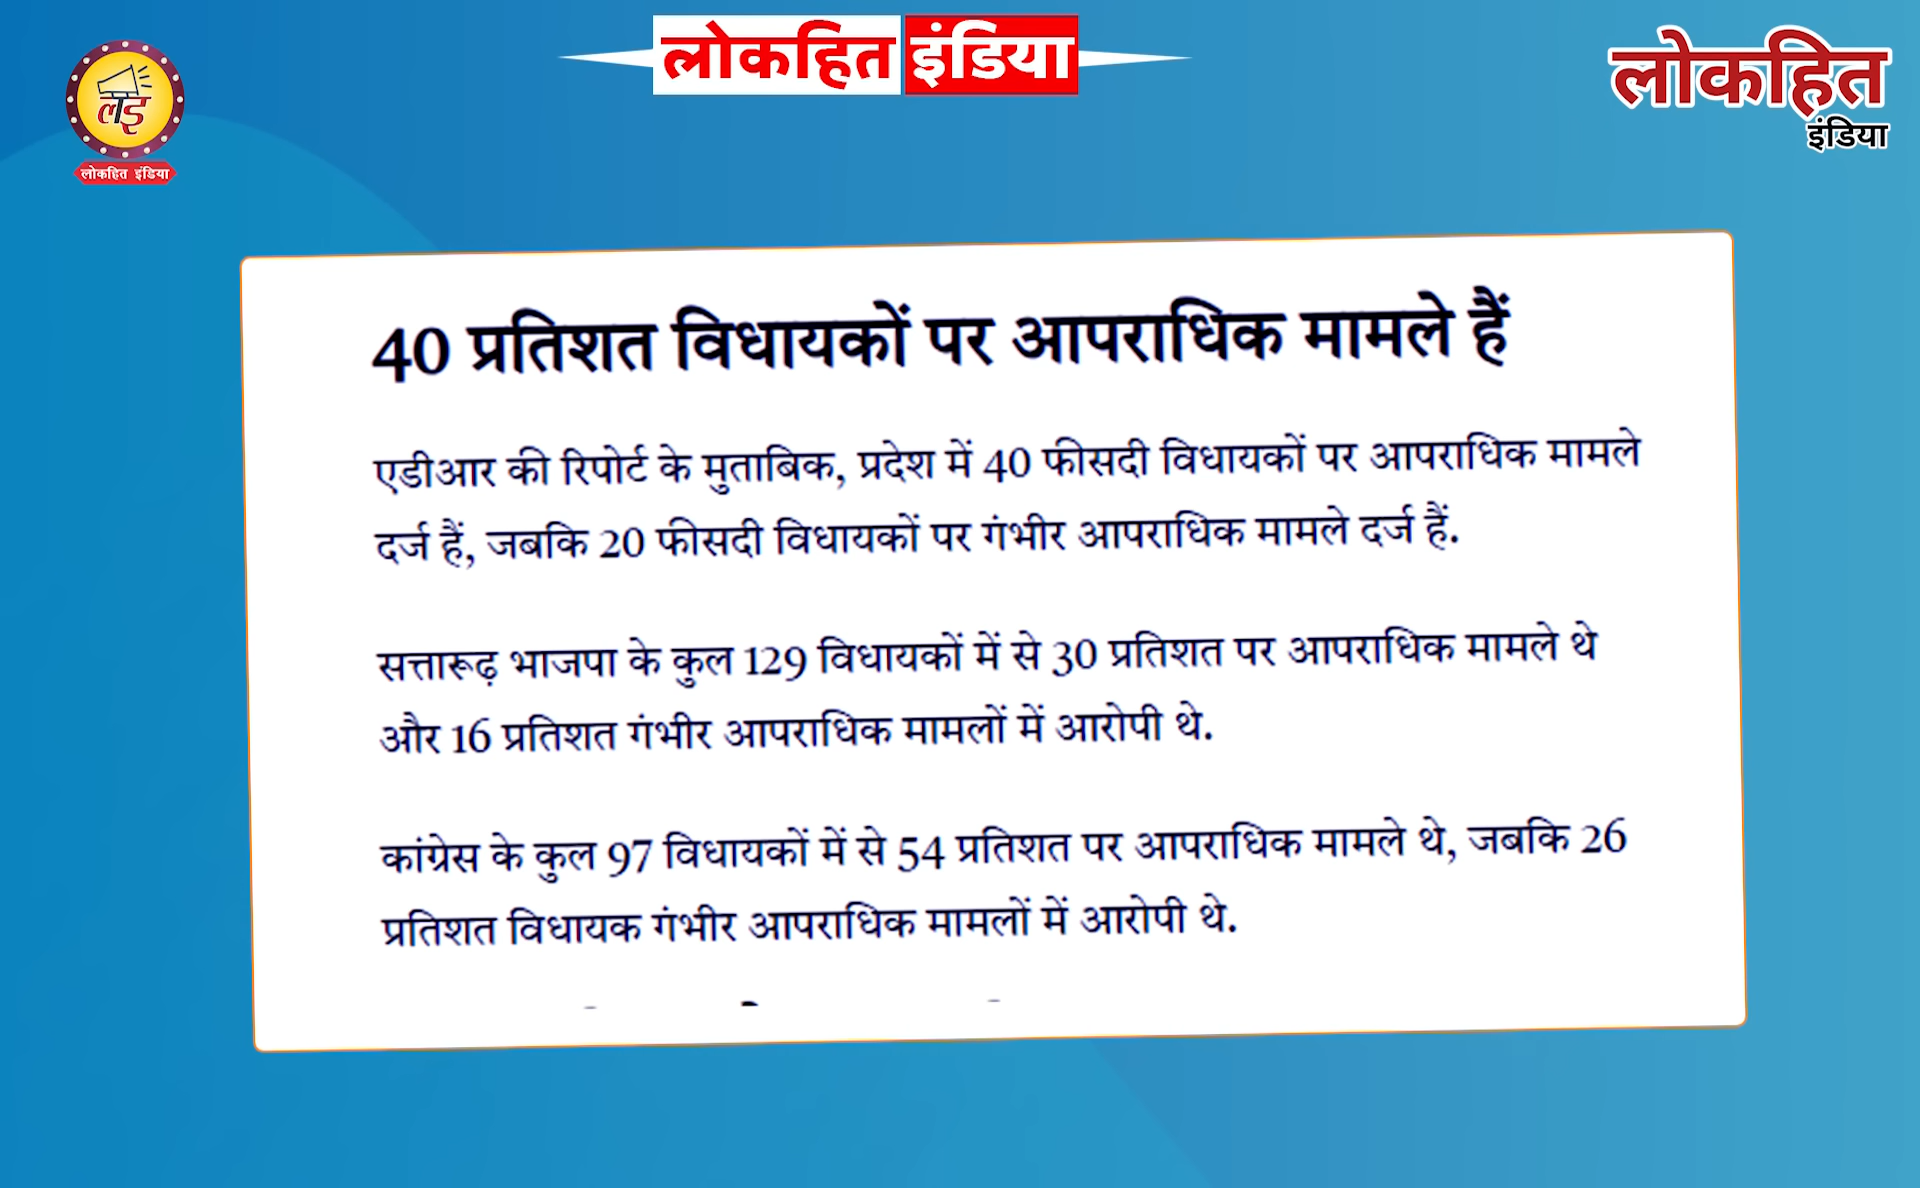 लोकहित इंडिया
लोकहित
इंडिया
लइ
लोकहित इंडिया
40 प्रतिशत विधायकों पर आपराधिक मामले हैं
एडीआर की रिपोर्ट के मुताबिक, प्रदेश में 40 फीसदी विधायकों पर आपराधिक मामले
दर्ज हैं, जबकि 20 फीसदी विधायकों पर गंभीर आपराधिक मामले दर्ज हैं.
सत्तारूढ़ भाजपा के कुल 129 विधायकों में से 30 प्रतिशत पर आपराधिक मामले थे
और 16 प्रतिशत गंभीर आपराधिक मामलों में आरोपी थे.
कांग्रेस के कुल 97 विधायकों में से 54 प्रतिशत पर आपराधिक मामले थे, जबकि 26
प्रतिशत विधायक गंभीर आपराधिक मामलों में आरोपी थे.